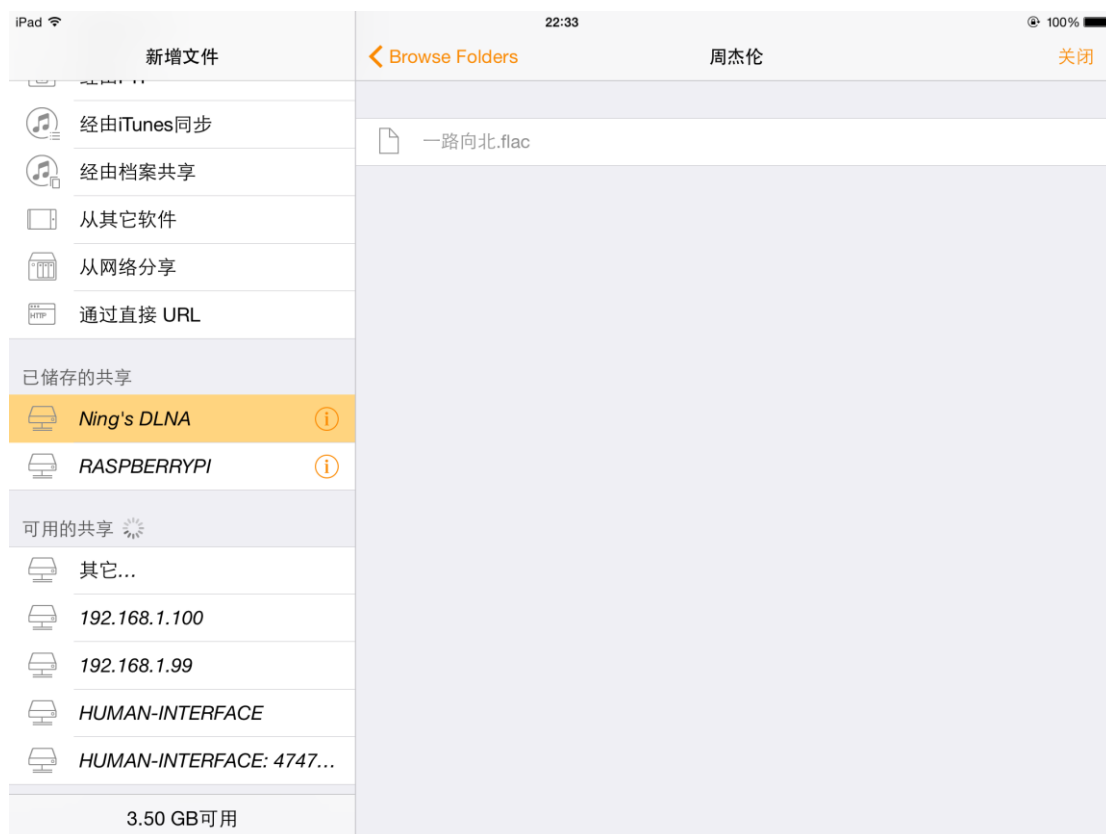 iPad
22:33
100%
新增文件
Browse Folders
周杰伦
关闭
经由iTunes同步
经由档案共享
从其它软件
从网络分享
HTTP
通过直接 URL
已储存的共享
Ning's DLNA
RASPBERRYPI
可用的共享
其它...
192.168.1.100
192.168.1.99
HUMAN-INTERFACE
HUMAN-INTERFACE: 4747...
3.50 GB可用
一路向北.flac